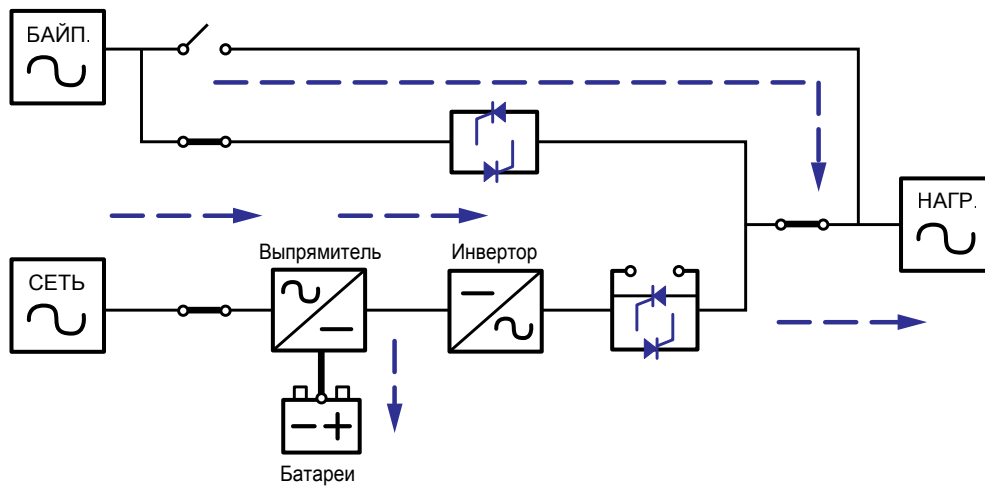 БАЙП.
НАГР.
Выпрямитель
Инвертор
СЕТЬ
Батареи